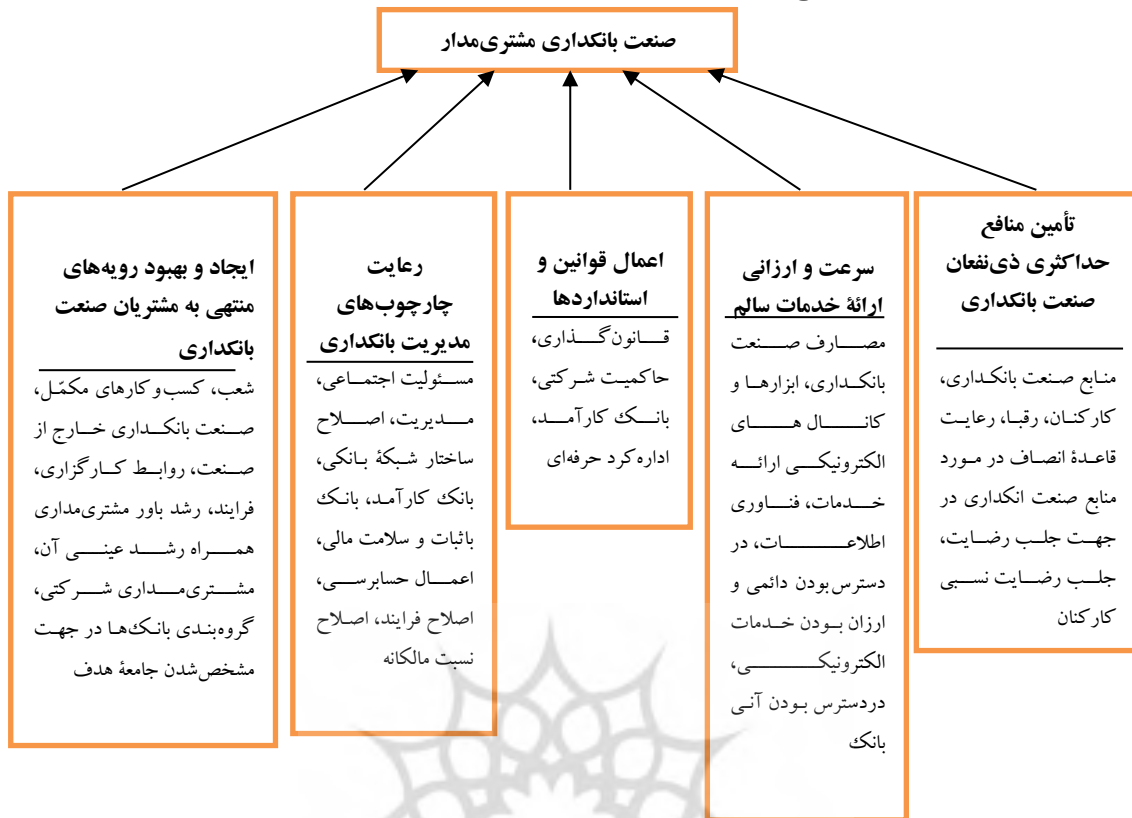 صنعت بانکداری مشتری‌مدار
تأمین منافع
حداکثری ذی‌نفعان
صنعت بانکداری
منابع صنعت بانکداری،
کارکنان، رقبا، رعایت
قاعدۀ انصاف در مورد
منابع صنعت انکداری در
جهت جلب رضایت،
جلب رضایت نسبی
کارکنان
سرعت و ارزانی
ارائۀ خدمات سالم
مصارف صنعت
بانکداری، ابزارها و
کانال های
الکترونیکی ارائه
خدمات، فناوری
اطلاعات، در
دسترس‌بودن دائمی و
ارزان بودن خدمات
الکترونیکی،
دردسترس بودن آنی
بانک
اعمال قوانین و
استانداردها
قانون‌گذاری،
حاکمیت شرکتی،
بانک کارآمد،
اداره‌کرد حرفه‌ای
رعایت
چارچوب‌های
مدیریت بانکداری
مسئولیت اجتماعی،
مدیریت، اصلاح
ساختار شبکۀ بانکی،
بانک کارآمد، بانک
باثبات و سلامت مالی،
اعمال حسابرسی،
اصلاح فرایند، اصلاح
نسبت مالکانه
ایجاد و بهبود رویه‌های
منتهی به مشتریان صنعت
بانکداری
شعب، کسب‌وکارهای مکمّل،
صنعت بانکداری خارج از
صنعت، روابط کارگزاری،
فرایند، رشد باور مشتری‌مداری
همراه رشد عینی آن،
مشتری‌مداری شرکتی،
گروه‌بندی بانک‌ها در جهت
مشخص‌شدن جامعۀ هدف